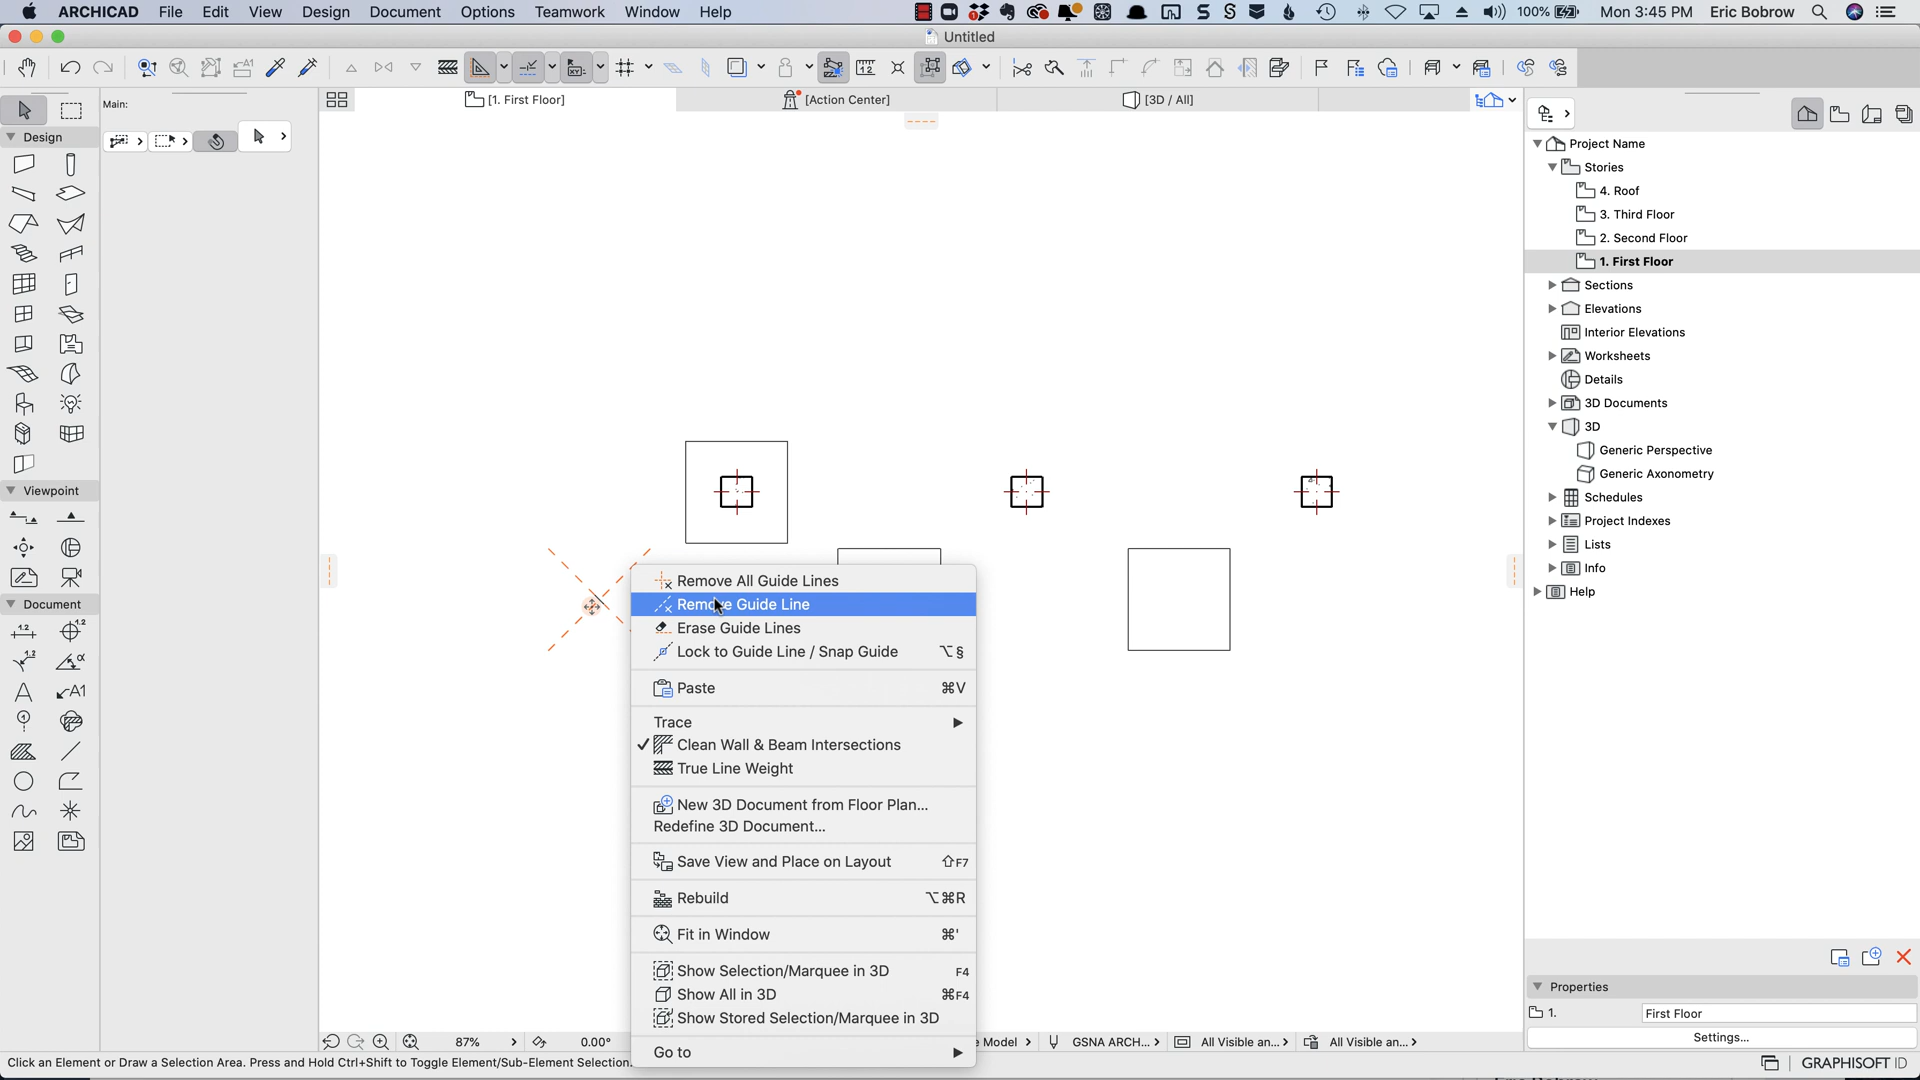 ARCHICAD File Edit View Design Document Options Teamwork Window Help 100% Mon 3:45 PM Eric Bobrow
Untitled
Main:
[1. First Floor] [Action Center] [3D / All]
Design
Viewpoint
Document
Project Name
Stories
4. Roof
3. Third Floor
2. Second Floor
1. First Floor
Sections
Elevations
Interior Elevations
Worksheets
Details
3D Documents
3D
Generic Perspective
Generic Axonometry
Schedules
Project Indexes
Lists
Info
Help
Remove All Guide Lines
Remove Guide Line
Erase Guide Lines
Lock to Guide Line / Snap Guide ⌥§
Paste ⌘V
Trace
Clean Wall & Beam Intersections
True Line Weight
New 3D Document from Floor Plan...
Redefine 3D Document...
Save View and Place on Layout ⇧F7
Rebuild ⌥⌘R
Fit in Window ⌘'
Show Selection/Marquee in 3D F4
Show All in 3D ⌘F4
Show Stored Selection/Marquee in 3D
Go to
Properties
1. First Floor
Settings...
87% 0.00° e Model GSNA ARCH... All Visible an... All Visible an...
Click an Element or Draw a Selection Area. Press and Hold Ctrl+Shift to Toggle Element/Sub-Element Selection.
GRAPHISOFT ID